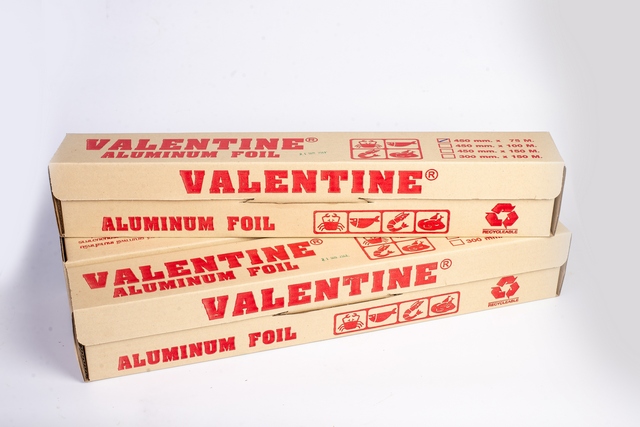 VALENTINE®
ALUMINUM FOIL
450 mm. x 75 M.
450 mm. x 100 M.
450 mm. x 150 M.
300 mm. x 150 M.
VALENTINE®
ALUMINUM FOIL
RECYCLEABLE
VALENTINE®
ALUMINUM FOIL
300 mm
VALENTINE®
ALUMINUM FOIL
RECYCLEABLE